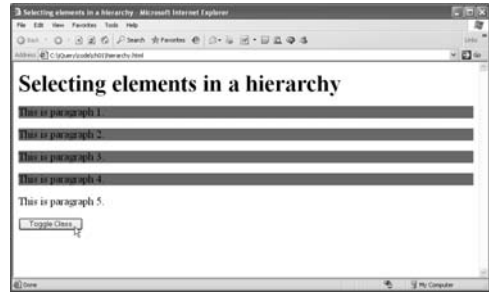 Selecting elements in a hierarchy - Microsoft Internet Explorer
File Edit View Favorites Tools Help
Search Favorites
Address C:\jQuery\code\ch01\hierarchy.html Go
Selecting elements in a hierarchy
This is paragraph 1.
This is paragraph 2.
This is paragraph 3.
This is paragraph 4.
This is paragraph 5.
Toggle Class
Done My Computer